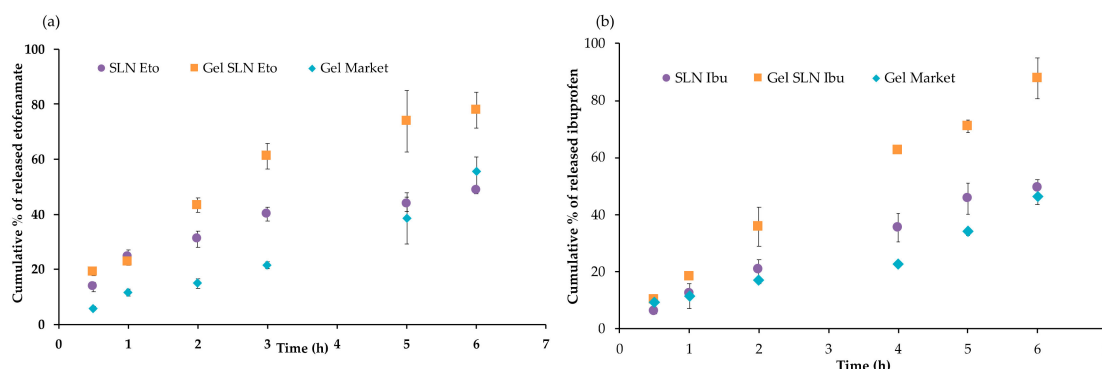 (a)
Cumulative % of released etofenamate
100
80
60
40
20
0
SLN Eto
Gel SLN Eto
Gel Market
0 1 2 3 4 5 6 7
Time (h)
(b)
Cumulative % of released ibuprofen
100
80
60
40
20
0
SLN Ibu
Gel SLN Ibu
Gel Market
0 1 2 3 4 5 6
Time (h)